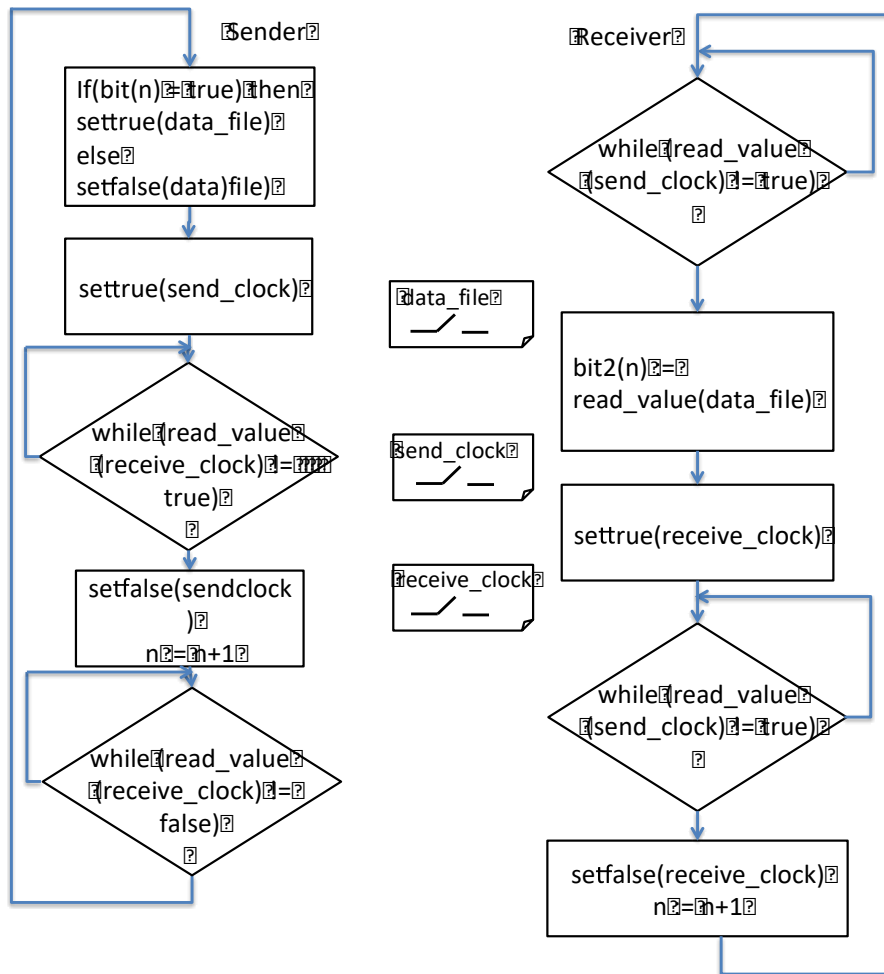 Sender
If(bit(n) = true) then
settrue(data_file)
else
setfalse(data)file)
settrue(send_clock)
while (read_value
(receive_clock) !=
true)
setfalse(sendclock
)
n = n+1
while (read_value
(receive_clock) !=
false)
data_file
send_clock
receive_clock
Receiver
while (read_value
(send_clock) != true)
bit2(n) =
read_value(data_file)
settrue(receive_clock)
while (read_value
(send_clock) != true)
setfalse(receive_clock)
n = n+1